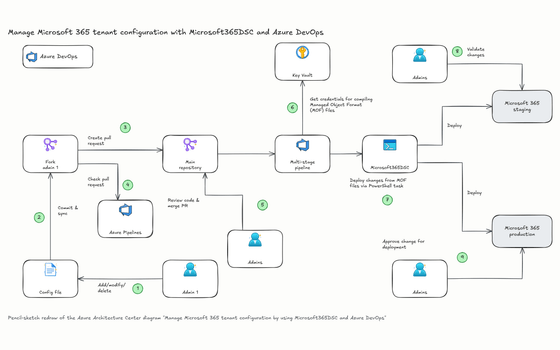 Manage Microsoft 365 tenant configuration with Microsoft365DSC and Azure DevOps
Azure DevOps
Key Vault
Admins
8
Validate
changes
Microsoft 365
staging
6
Get credentials for compiling
Managed Object Format
(MOF) files
3
Create pull
request
Deploy
Fork
admin 1
Main
repository
Multi-stage
pipeline
Microsoft365DSC
4
Check pull
request
Deploy changes from MOF
files via PowerShell task
7
Deploy
Azure Pipelines
Review code &
merge PR
5
2
Commit &
sync
Admins
Microsoft 365
production
Approve change for
deployment
9
Config file
Add/modify/
delete
1
Admin 1
Admins
Pencil-sketch redraw of the Azure Architecture Center diagram "Manage Microsoft 365 tenant configuration by using Microsoft365DSC and Azure DevOps"